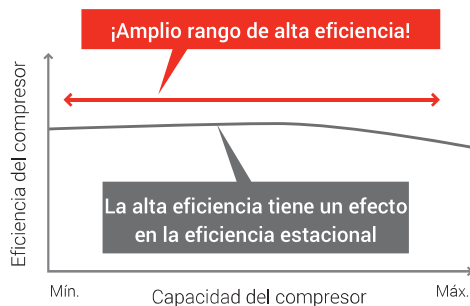 ¡Amplio rango de alta eficiencia!
Eficiencia del compresor
La alta eficiencia tiene un efecto
en la eficiencia estacional
Mín.
Capacidad del compresor
Máx.